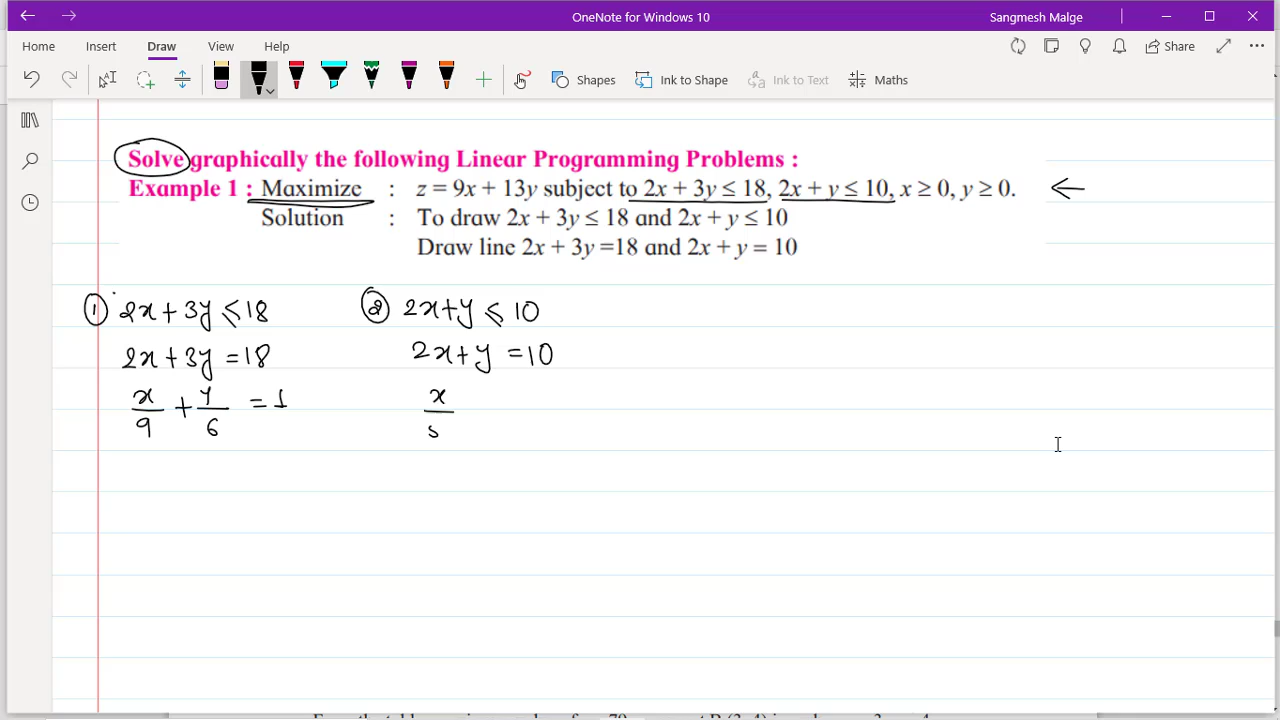 OneNote for Windows 10
Sangmesh Malge
Home Insert Draw View Help
Share
Shapes Ink to Shape Ink to Text Maths
Solve graphically the following Linear Programming Problems :
Example 1 : Maximize : z = 9x + 13y subject to 2x + 3y ≤ 18, 2x + y ≤ 10, x ≥ 0, y ≥ 0. ←
Solution : To draw 2x + 3y ≤ 18 and 2x + y ≤ 10
Draw line 2x + 3y =18 and 2x + y = 10
① 2x + 3y ≤ 18
2x + 3y = 18
x/9 + y/6 = 1
② 2x + y ≤ 10
2x + y = 10
x/5